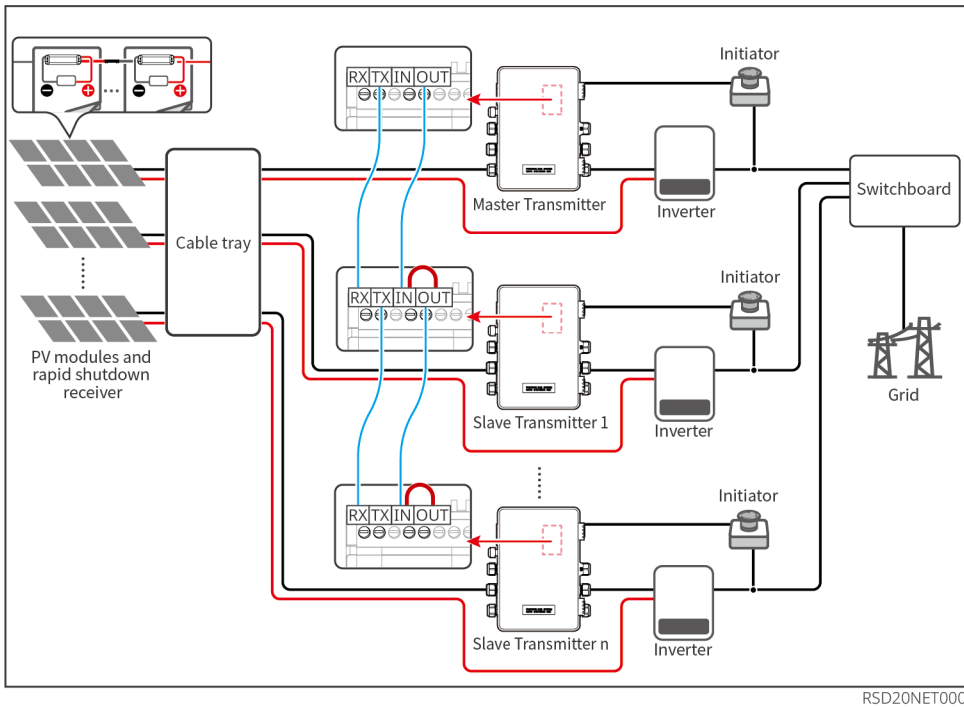 RX TX IN OUT
Initiator
Master Transmitter
Inverter
Switchboard
Cable tray
RX TX IN OUT
Initiator
PV modules and
rapid shutdown
receiver
Slave Transmitter 1
Inverter
Grid
RX TX IN OUT
Initiator
Slave Transmitter n
Inverter
RSD20NET000